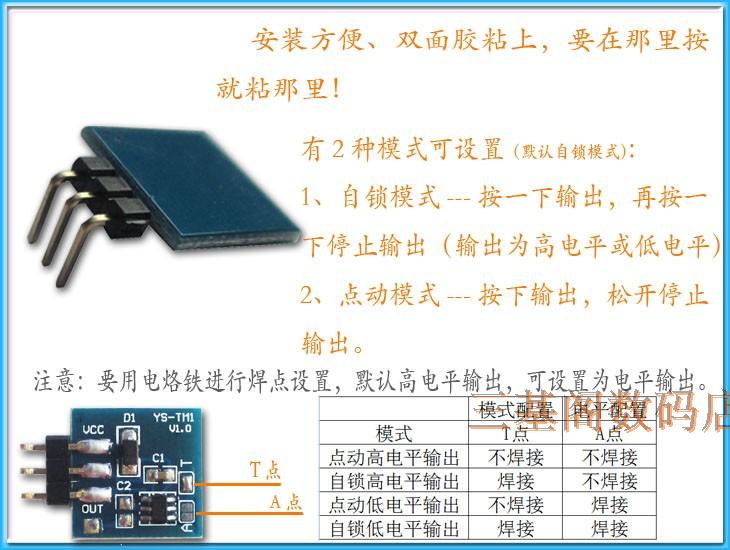 安装方便、双面胶粘上，要在那里按
就粘那里！
有2种模式可设置（默认自锁模式）：
1、自锁模式---按一下输出，再按一
下停止输出（输出为高电平或低电平）
2、点动模式---按下输出，松开停止
输出。
注意：要用电烙铁进行焊点设置，默认高电平输出，可设置为电平输出。
D1 YS-TM1
V1.0
VCC
C1
T
C2
OUT
A
T点
A点
三基阁数码店
模式配置 电平配置
模式 T点 A点
点动高电平输出 不焊接 不焊接
自锁高电平输出 焊接 不焊接
点动低电平输出 不焊接 焊接
自锁低电平输出 焊接 焊接